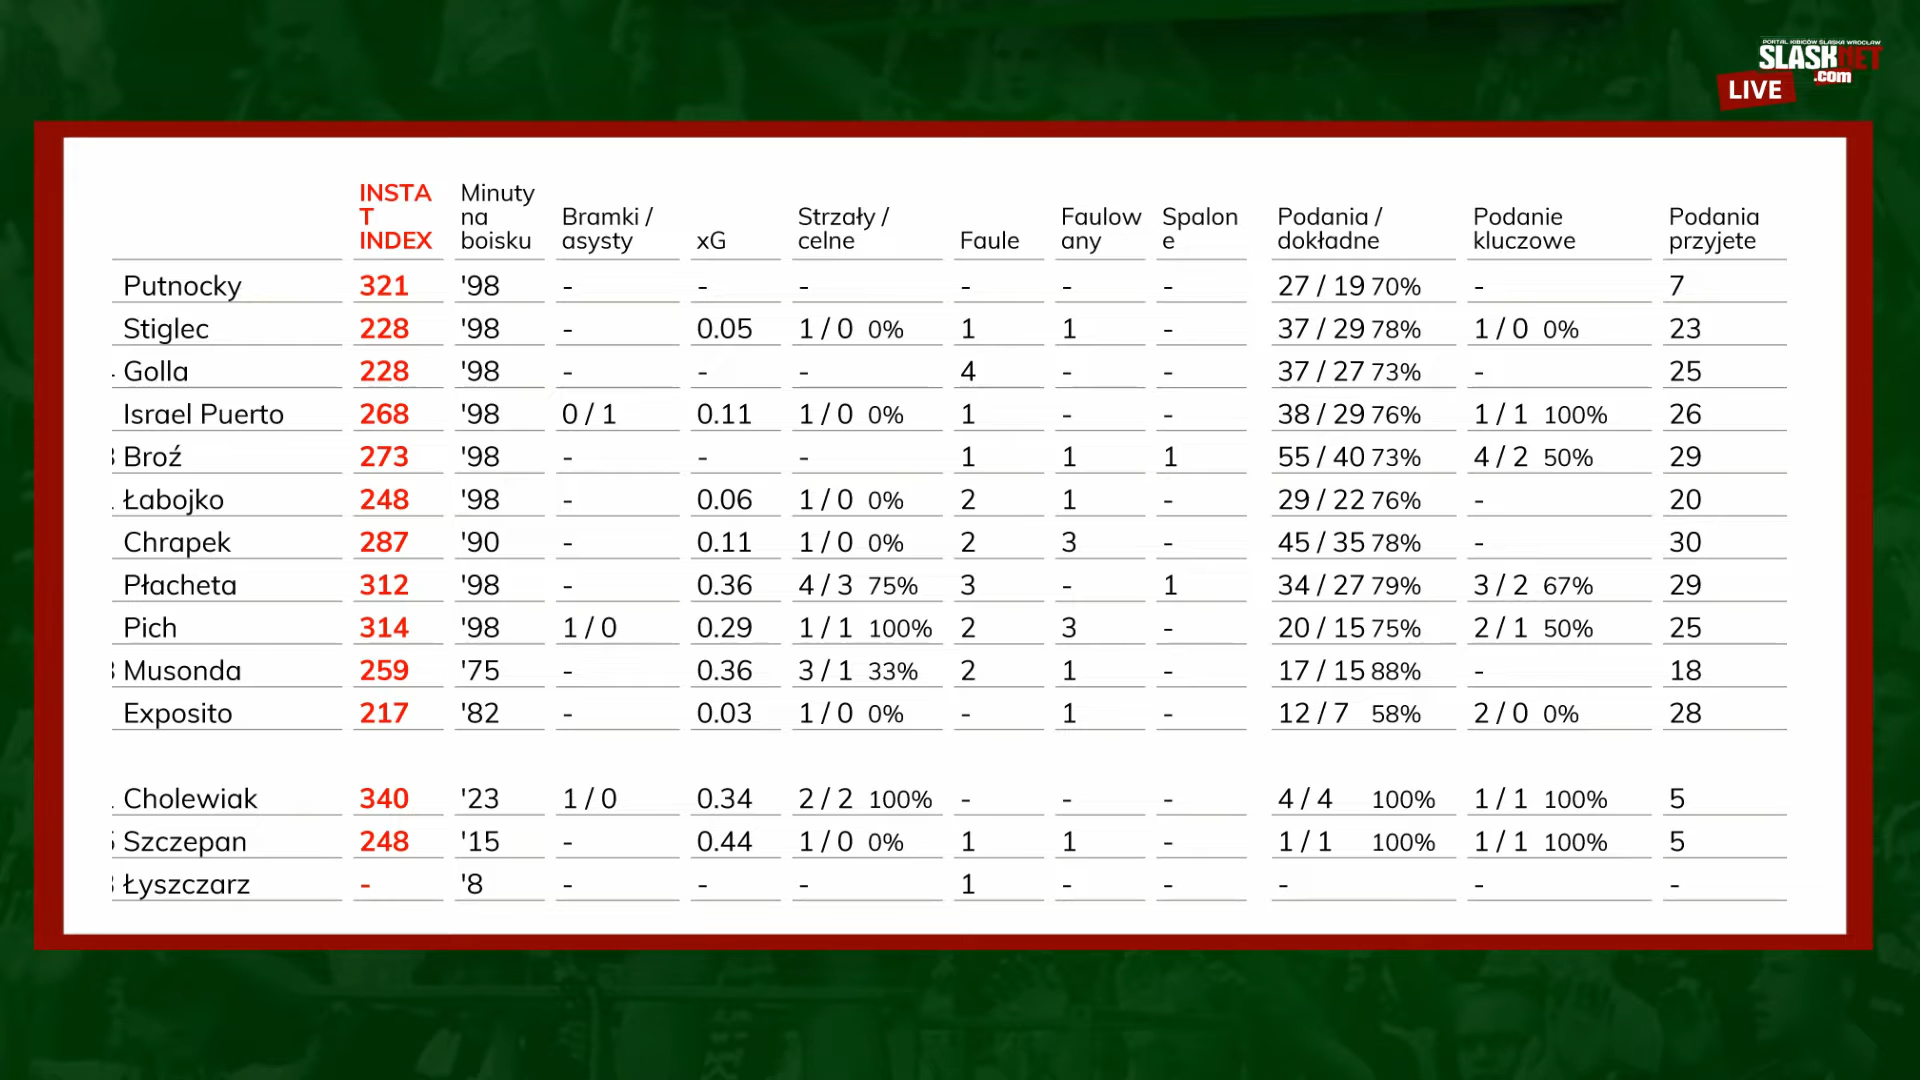 PORTAL KIBICÓW ŚLĄSKA WROCŁAW
SLASKNET
.com
LIVE
INSTA
T
INDEX
Minuty
na
boisku
Bramki /
asysty
xG
Strzały /
celne
Faule
Faulow
any
Spalon
e
Podania /
dokładne
Podanie
kluczowe
Podania
przyjete
Putnocky 321 '98 - - - - - - 27 / 19 70% - 7
Stiglec 228 '98 - 0.05 1 / 0 0% 1 1 - 37 / 29 78% 1 / 0 0% 23
Golla 228 '98 - - - 4 - - 37 / 27 73% - 25
Israel Puerto 268 '98 0 / 1 0.11 1 / 0 0% 1 - - 38 / 29 76% 1 / 1 100% 26
Broź 273 '98 - - - 1 1 1 55 / 40 73% 4 / 2 50% 29
Łabojko 248 '98 - 0.06 1 / 0 0% 2 1 - 29 / 22 76% - 20
Chrapek 287 '90 - 0.11 1 / 0 0% 2 3 - 45 / 35 78% - 30
Płacheta 312 '98 - 0.36 4 / 3 75% 3 - 1 34 / 27 79% 3 / 2 67% 29
Pich 314 '98 1 / 0 0.29 1 / 1 100% 2 3 - 20 / 15 75% 2 / 1 50% 25
Musonda 259 '75 - 0.36 3 / 1 33% 2 1 - 17 / 15 88% - 18
Exposito 217 '82 - 0.03 1 / 0 0% - 1 - 12 / 7 58% 2 / 0 0% 28
Cholewiak 340 '23 1 / 0 0.34 2 / 2 100% - - - 4 / 4 100% 1 / 1 100% 5
Szczepan 248 '15 - 0.44 1 / 0 0% 1 1 - 1 / 1 100% 1 / 1 100% 5
Łyszczarz - '8 - - - 1 - - - - -